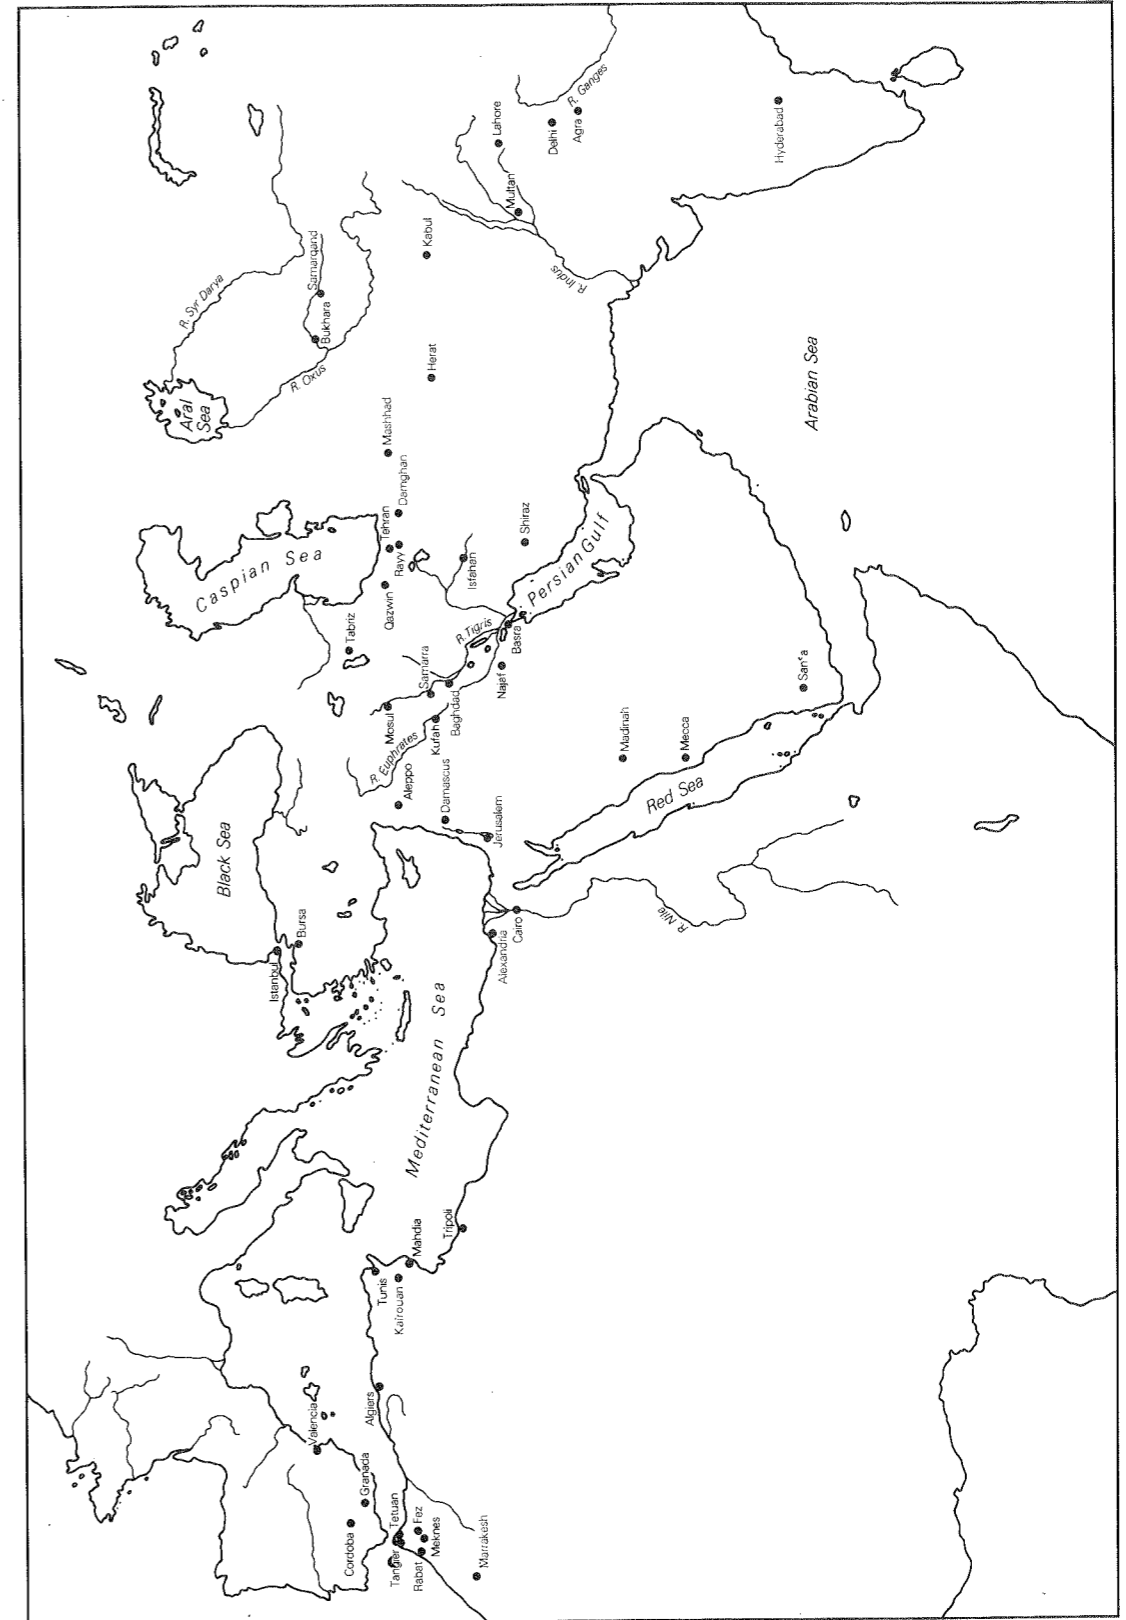 R. Syr Darya
Aral
Sea
Caspian Sea
Black Sea
R. Oxus
Samarqand
Bukhara
Istanbul
Bursa
Valencia
Cordoba
Granada
Tabriz
Qazwin
Tehran
Rayy
Damghan
Mashhad
Herat
Kabul
Tangier
Tetuan
Rabat
Fez
Meknes
Marrakesh
Algiers
Tunis
Kairouan
Mahdia
Tripoli
Mediterranean Sea
Aleppo
R. Euphrates
Mosul
Samarra
Kufah
Baghdad
R. Tigris
Damascus
Jerusalem
Najaf
Basra
Isfahan
Shiraz
Persian Gulf
Multan
Lahore
Delhi
Agra
R. Ganges
R. Indus
Alexandria
Cairo
R. Nile
Red Sea
Madinah
Mecca
San'a
Arabian Sea
Hyderabad